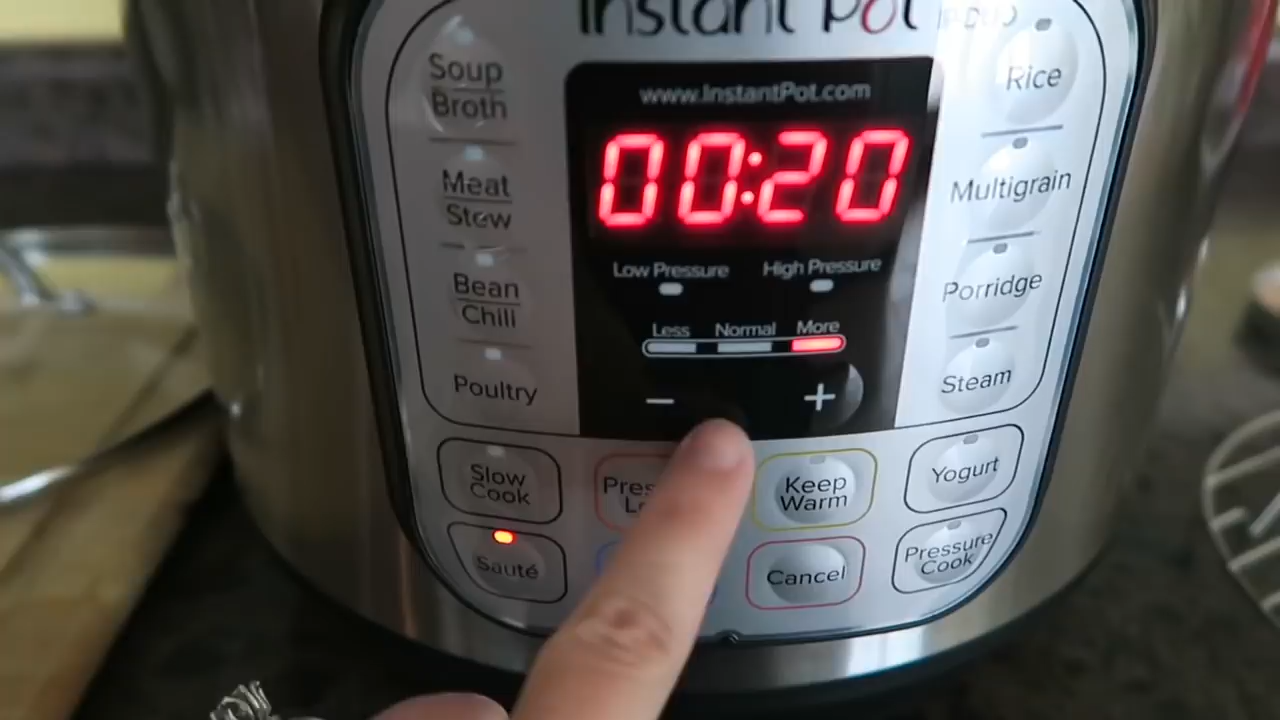 Instant Pot
Soup
Broth
Meat
Stew
Bean
Chili
Poultry
www.InstantPot.com
00:20
Low Pressure High Pressure
Less Normal More
− +
Rice
Multigrain
Porridge
Steam
Slow
Cook
Keep
Warm
Yogurt
Sauté
Cancel
Pressure
Cook